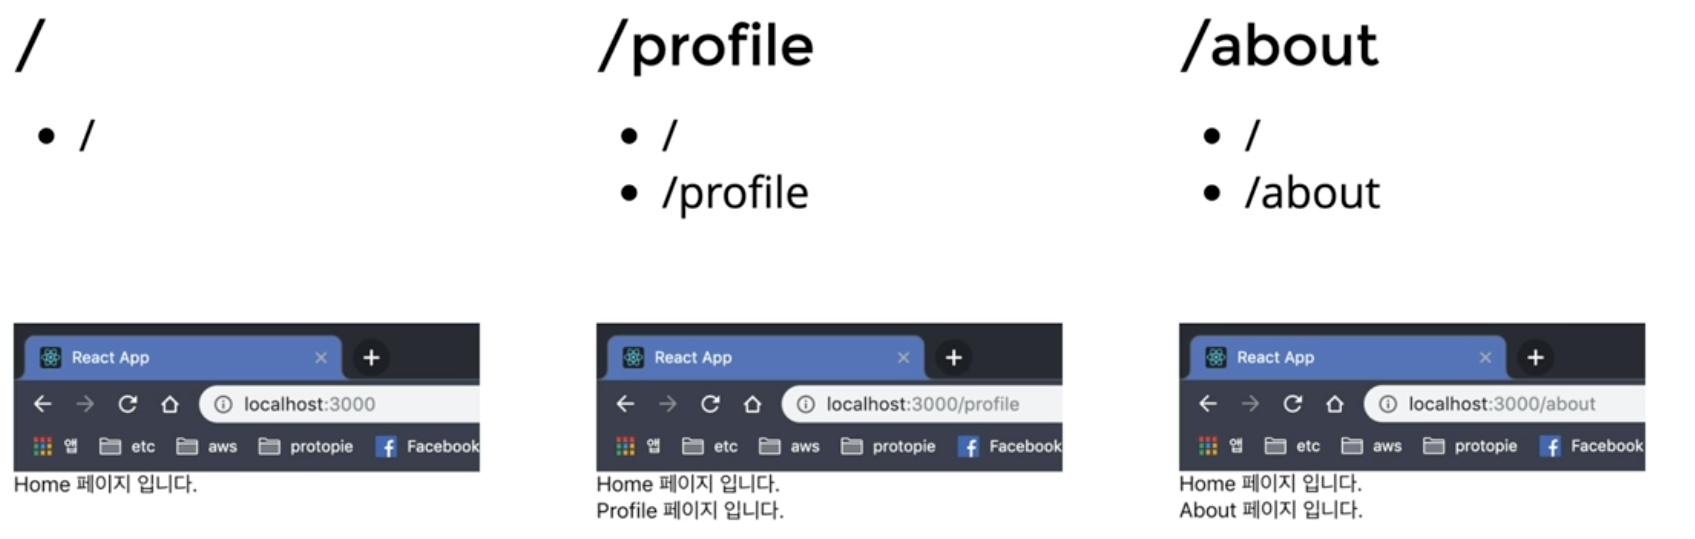 /
• /
React App
localhost:3000
앱 etc aws protopie Facebook
Home 페이지 입니다.
/profile
• /
• /profile
React App
localhost:3000/profile
앱 etc aws protopie Facebook
Home 페이지 입니다.
Profile 페이지 입니다.
/about
• /
• /about
React App
localhost:3000/about
앱 etc aws protopie Facebook
Home 페이지 입니다.
About 페이지 입니다.